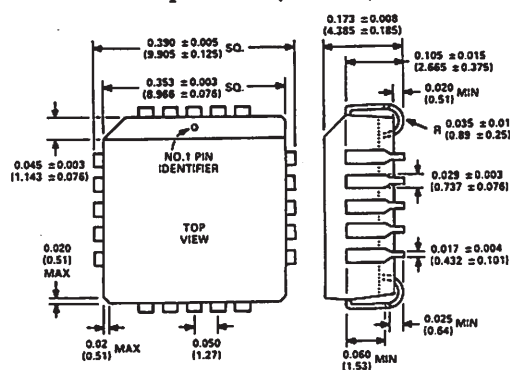 0.173 ±0.008
(4.385 ±0.185)
0.390 ±0.005 SQ.
(9.905 ±0.125)
0.105 ±0.015
(2.665 ±0.375)
0.353 ±0.003 SQ.
(8.966 ±0.076)
0.020 MIN
(0.51)
R 0.035 ±0.01
(0.89 ±0.25)
0.045 ±0.003
(1.143 ±0.076)
NO.1 PIN
IDENTIFIER
0.029 ±0.003
(0.737 ±0.076)
TOP
VIEW
0.020
(0.51)
MAX
0.017 ±0.004
(0.432 ±0.101)
0.02 MAX
(0.51)
0.050
(1.27)
0.025 MIN
(0.64)
0.060 MIN
(1.53)